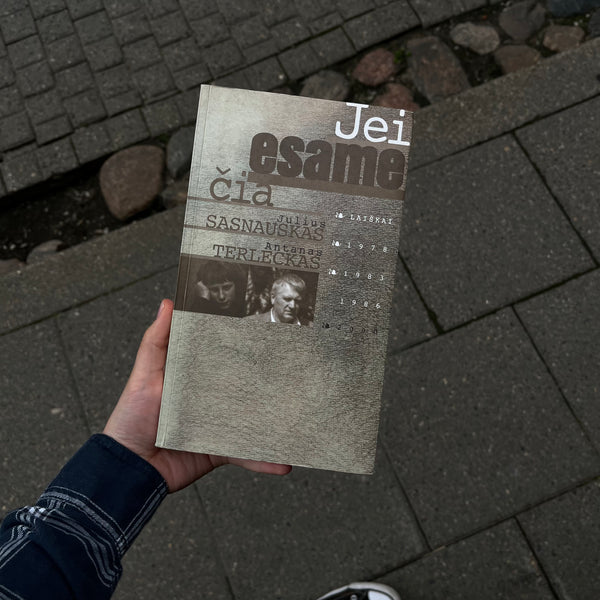 Jei
esame
čia
Julius
SASNAUSKAS
Antanas
TERLECKAS
LAIŠKAI
1978
1983
1986